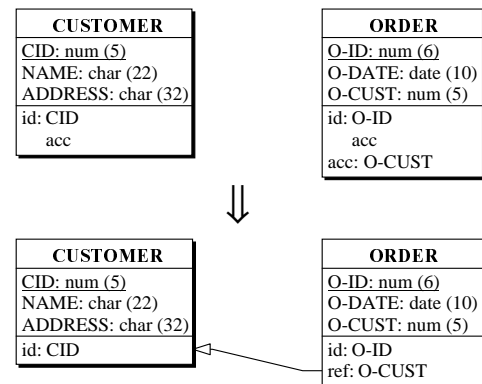 CUSTOMER
CID: num (5)
NAME: char (22)
ADDRESS: char (32)
id: CID
acc
ORDER
O-ID: num (6)
O-DATE: date (10)
O-CUST: num (5)
id: O-ID
acc
acc: O-CUST
⇓
CUSTOMER
CID: num (5)
NAME: char (22)
ADDRESS: char (32)
id: CID
ORDER
O-ID: num (6)
O-DATE: date (10)
O-CUST: num (5)
id: O-ID
ref: O-CUST